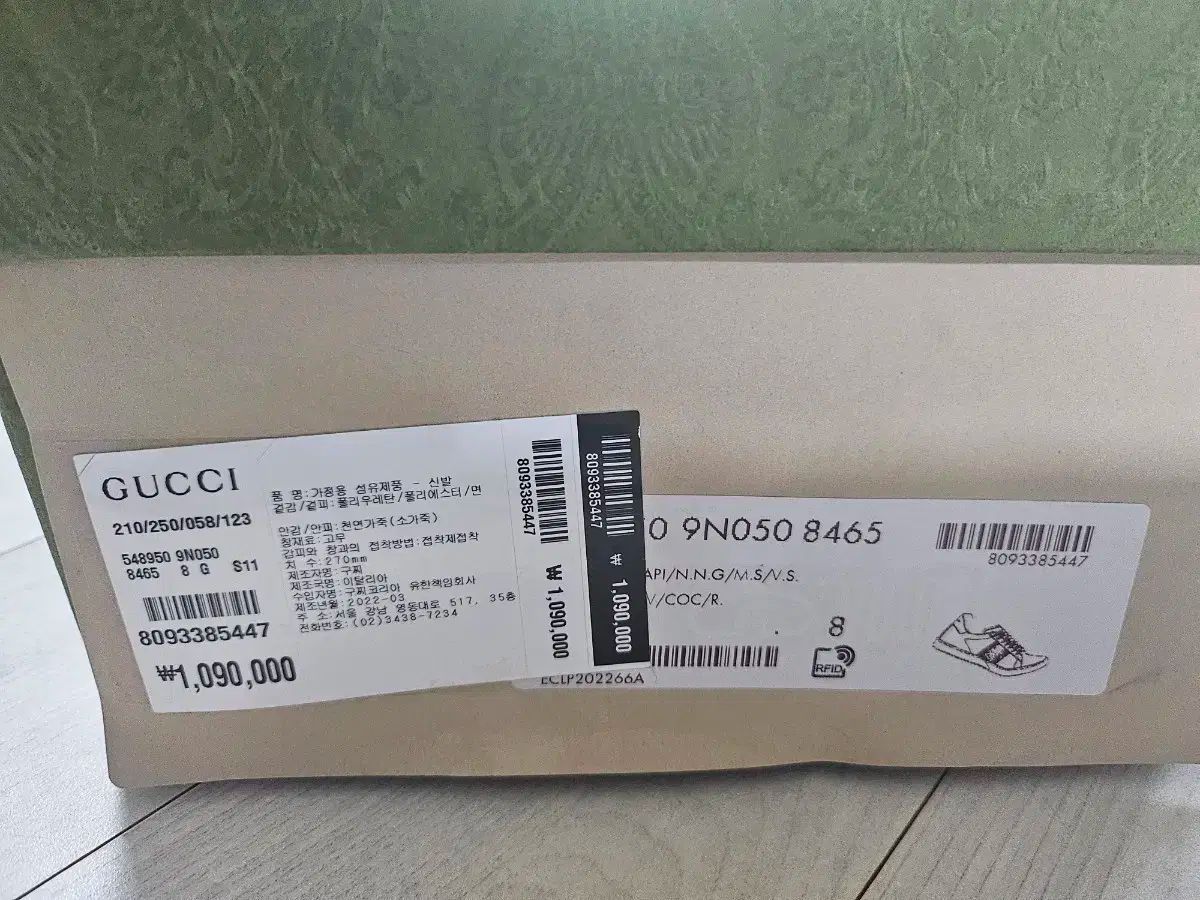 GUCCI
210/250/058/123
548950 9N050
8465 8 G S11
8093385447
₩1,090,000
품 명:가정용 섬유제품 - 신발
겉감/겉피:폴리우레탄/폴리에스터/면
안감/안피:천연가죽(소가죽)
창재료:고무
갑피와 창과의 접착방법:접착제접착
치 수:270mm
제조자명:구찌
제조국명:이탈리아
수입자명:구찌코리아 유한책임회사
제조년월:2022-03
주 소:서울 강남 영동대로 517, 35층
전화번호:(02)3438-7234
8093385447
₩ 1,090,000
8093385447
₩ 1,090,000
0 9N050 8465
8093385447
API/N.N.G/M.S/V.S.
V/COC/R.
8
RFID
ECLP202266A